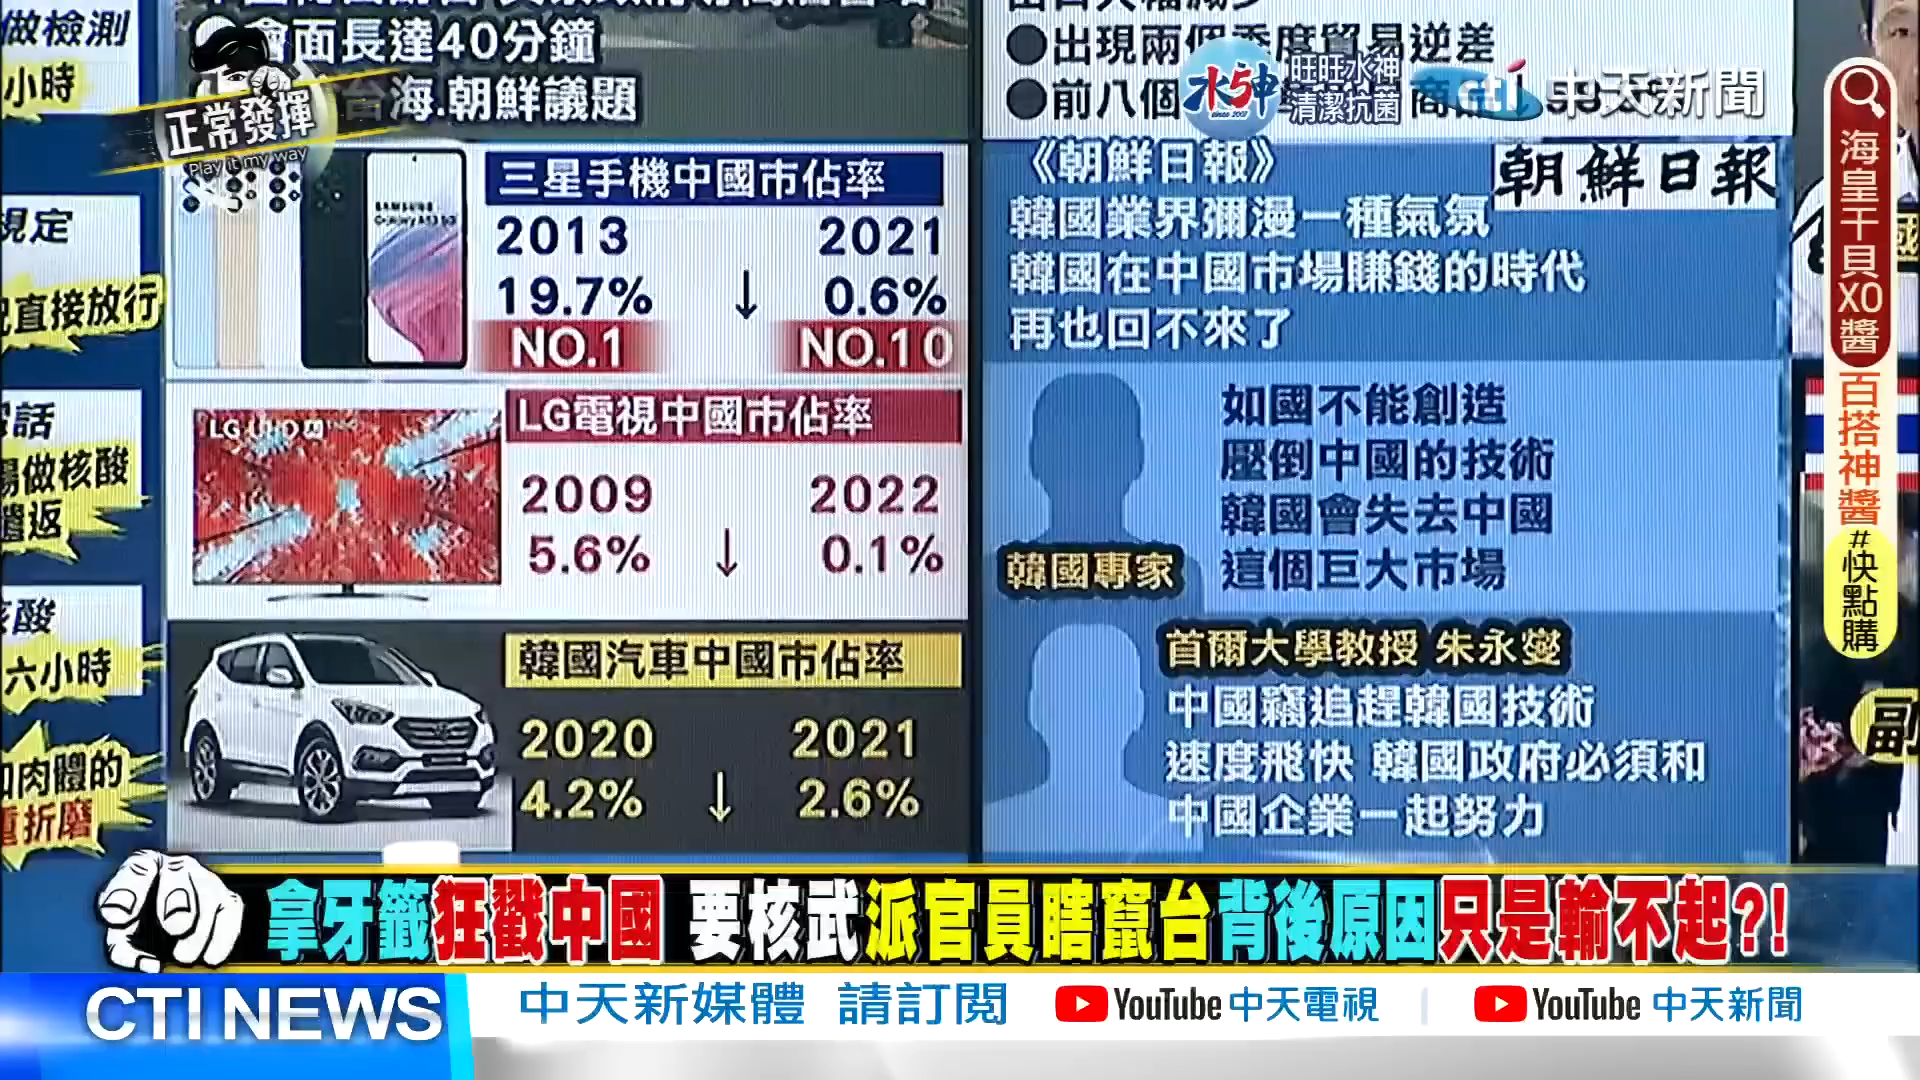 做檢測
小時
規定
直接放行
做核酸
遣返
核酸
六小時
和肉體的
重折磨
會面長達40分鐘
台海.朝鮮議題
正常發揮
Play it my way
三星手機中國市佔率
2013
2021
19.7%
↓
0.6%
NO.1
NO.10
SAMSUNG
LG電視中國市佔率
2009
2022
5.6%
↓
0.1%
韓國汽車中國市佔率
2020
2021
4.2%
↓
2.6%
●出現兩個季度貿易逆差
●前八個
水神
since 2007
旺旺水神
清潔抗菌
cti
中天新聞
《朝鮮日報》
朝鮮日報
韓國業界彌漫一種氣氛
韓國在中國市場賺錢的時代
再也回不來了
韓國專家
如國不能創造
壓倒中國的技術
韓國會失去中國
這個巨大市場
首爾大學教授 朱永燮
中國竊追趕韓國技術
速度飛快 韓國政府必須和
中國企業一起努力
國
副
海皇干貝XO醬
百搭神醬
#快點購
拿牙籤狂戳中國 要核武派官員瞎竄台背後原因只是輸不起?!
CTI NEWS
中天新媒體 請訂閱
YouTube 中天電視
YouTube 中天新聞